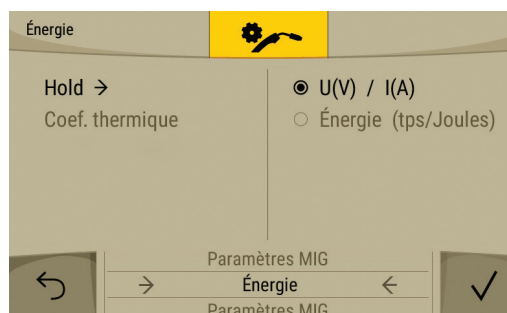 Énergie
Hold →
Coef. thermique
U(V) / I(A)
Énergie (tps/Joules)
Paramètres MIG
→ Énergie ←
Paramètres MIG